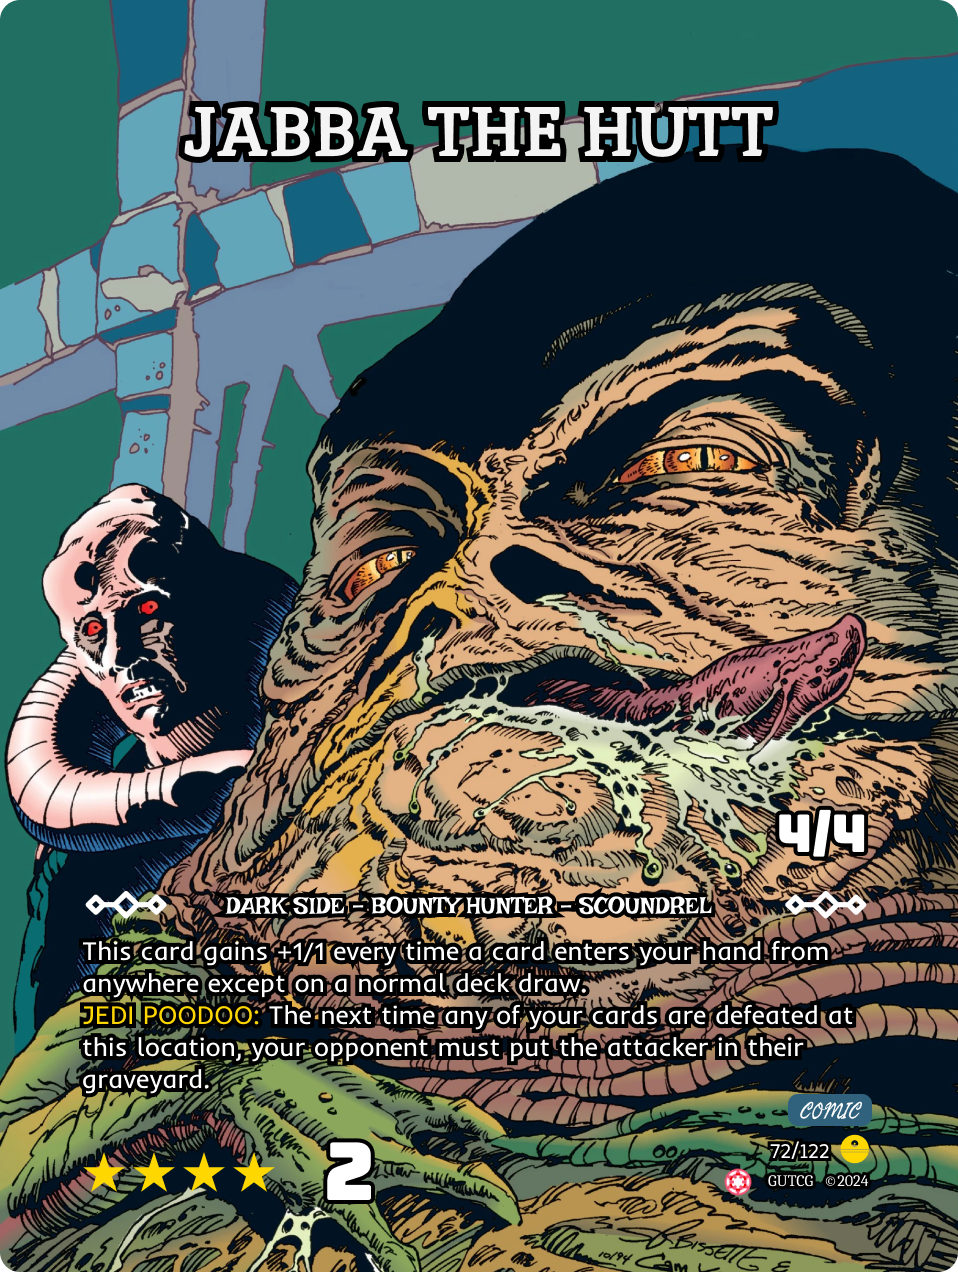 JABBA THE HUTT
4/4
DARK SIDE – BOUNTY HUNTER – SCOUNDREL
This card gains +1/1 every time a card enters your hand from
anywhere except on a normal deck draw.
JEDI POODOO: The next time any of your cards are defeated at
this location, your opponent must put the attacker in their
graveyard.
COMIC
72/122
2
GUTCG ©2024
S. BISSETTE &
10/94